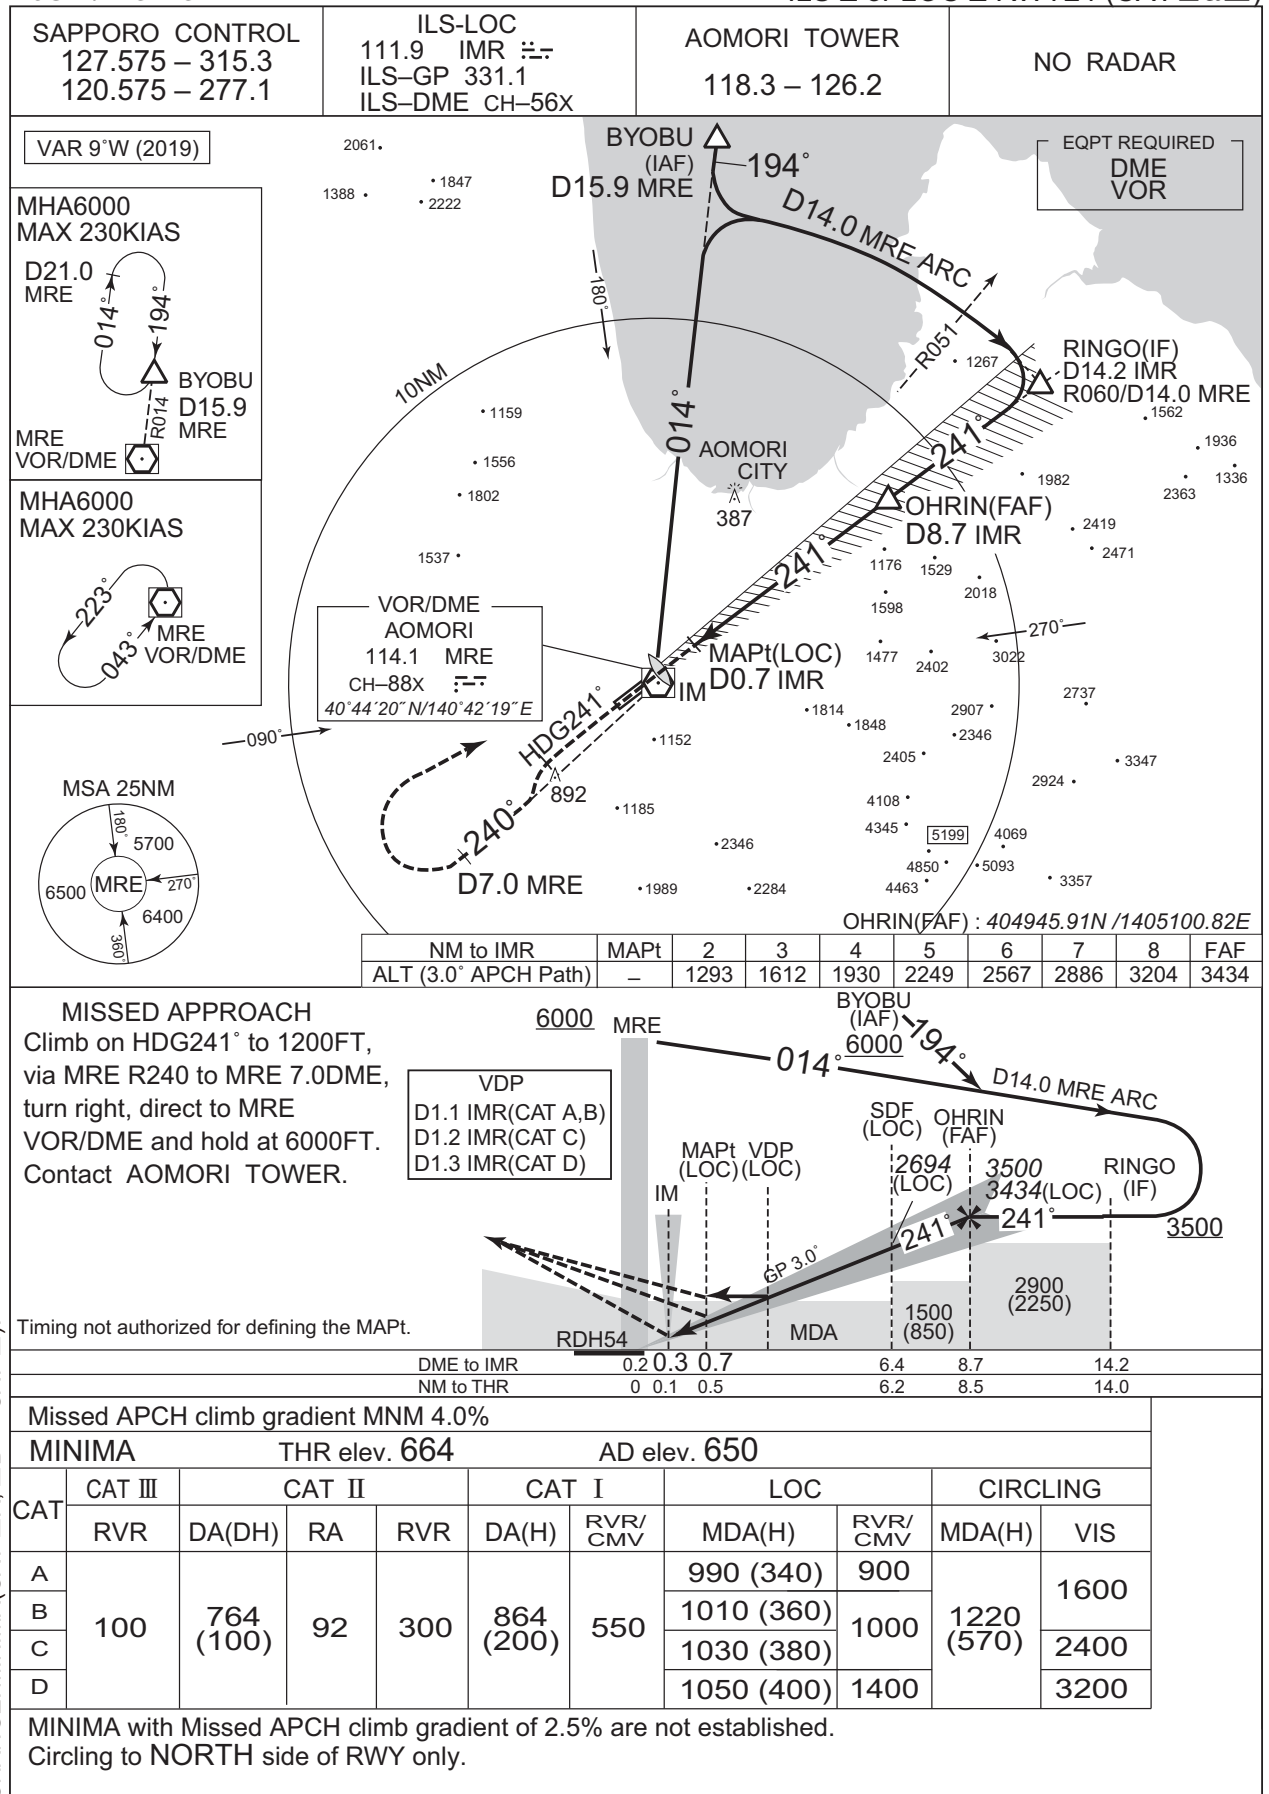 SAPPORO CONTROL
127.575 – 315.3
120.575 – 277.1
ILS-LOC
111.9 IMR
ILS–GP 331.1
ILS–DME CH–56X
AOMORI TOWER
118.3 – 126.2
NO RADAR
VAR 9˚W (2019)
EQPT REQUIRED
DME
VOR
MHA6000
MAX 230KIAS
D21.0
MRE
014˚
194˚
BYOBU
D15.9
MRE
R014
MRE
VOR/DME
MHA6000
MAX 230KIAS
223˚
043˚
MRE
VOR/DME
2061
1388
1847
2222
BYOBU
(IAF)
D15.9 MRE
194˚
D14.0 MRE ARC
180˚
R051
1267
RINGO(IF)
D14.2 IMR
R060/D14.0 MRE
10NM
1159
1556
1802
1537
014˚
AOMORI
CITY
387
241˚
OHRIN(FAF)
D8.7 IMR
1562
1936
1336
2363
1982
2419
2471
1176
1529
2018
1598
241˚
270˚
1477
2402
3022
VOR/DME
AOMORI
114.1 MRE
CH–88X
40˚44´20˝N/140˚42´19˝E
MAPt(LOC)
D0.7 IMR
IM
2737
1814
1848
2907
2346
2405
3347
2924
090˚
HDG241˚
1152
892
1185
240˚
D7.0 MRE
4108
4345
5199
4069
4850
5093
4463
3357
2346
1989
2284
MSA 25NM
180˚
5700
6500
MRE
270˚
6400
360˚
OHRIN(FAF) : 404945.91N /1405100.82E
NM to IMR MAPt 2 3 4 5 6 7 8 FAF
ALT (3.0˚ APCH Path) – 1293 1612 1930 2249 2567 2886 3204 3434
MISSED APPROACH
Climb on HDG241˚ to 1200FT,
via MRE R240 to MRE 7.0DME,
turn right, direct to MRE
VOR/DME and hold at 6000FT.
Contact AOMORI TOWER.
6000 MRE
BYOBU
(IAF)
6000
194˚
014˚
D14.0 MRE ARC
VDP
D1.1 IMR(CAT A,B)
D1.2 IMR(CAT C)
D1.3 IMR(CAT D)
SDF
(LOC)
OHRIN
(FAF)
MAPt
(LOC)
VDP
(LOC)
2694
(LOC)
3500
3434(LOC)
RINGO
(IF)
IM
241˚
241˚
3500
GP 3.0˚
2900
(2250)
1500
(850)
MDA
RDH54
Timing not authorized for defining the MAPt.
DME to IMR 0.2 0.3 0.7 6.4 8.7 14.2
NM to THR 0 0.1 0.5 6.2 8.5 14.0
Missed APCH climb gradient MNM 4.0%
MINIMA THR elev. 664 AD elev. 650
CAT CAT Ⅲ CAT Ⅱ CAT Ⅰ LOC CIRCLING
RVR DA(DH) RA RVR DA(H) RVR/CMV MDA(H) RVR/CMV MDA(H) VIS
A
B
C
D
100
764
(100)
92
300
864
(200)
550
990 (340)
1010 (360)
1030 (380)
1050 (400)
900
1000
1400
1220
(570)
1600
2400
3200
MINIMA with Missed APCH climb gradient of 2.5% are not established.
Circling to NORTH side of RWY only.